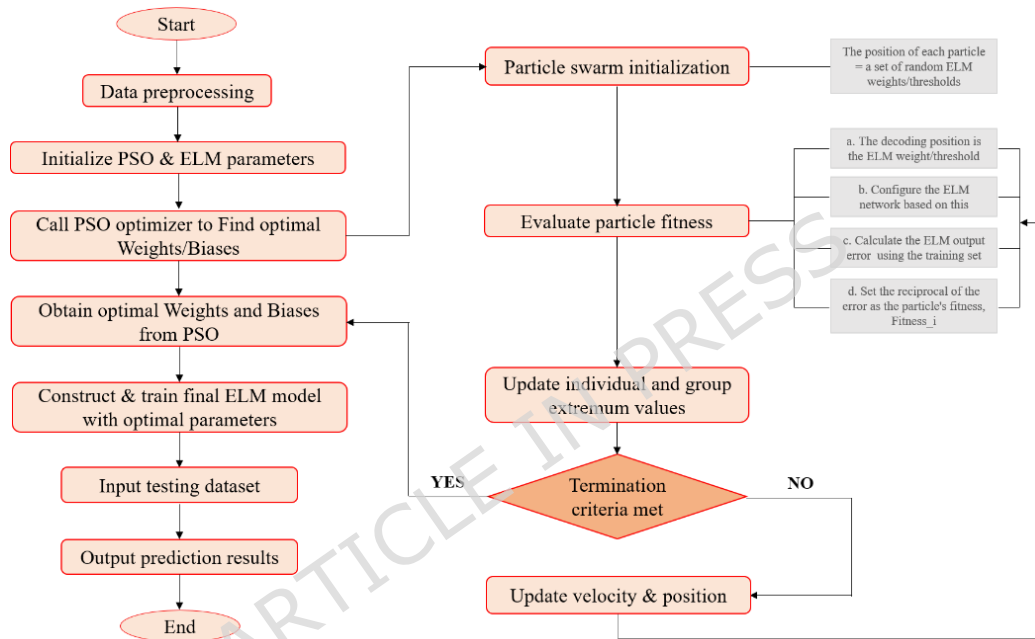 Start
Data preprocessing
Initialize PSO & ELM parameters
Call PSO optimizer to Find optimal
Weights/Biases
Obtain optimal Weights and Biases
from PSO
Construct & train final ELM model
with optimal parameters
Input testing dataset
Output prediction results
End
Particle swarm initialization
The position of each particle
= a set of random ELM
weights/thresholds
Evaluate particle fitness
a. The decoding position is
the ELM weight/threshold
b. Configure the ELM
network based on this
c. Calculate the ELM output
error using the training set
d. Set the reciprocal of the
error as the particle's fitness,
Fitness_i
Update individual and group
extremum values
Termination
criteria met
YES
NO
Update velocity & position
ARTICLE IN PRESS